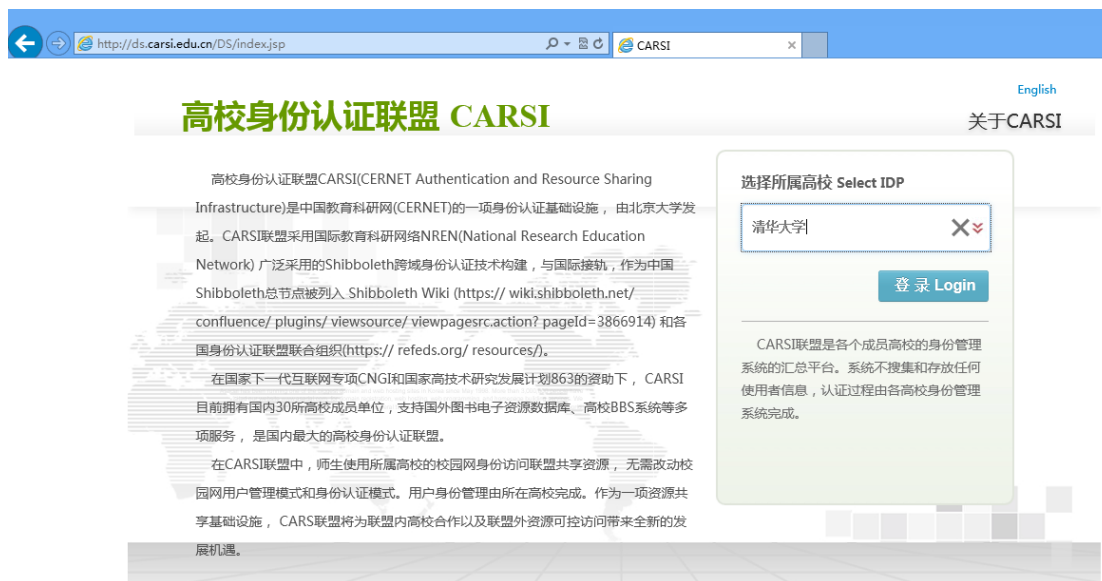 http://ds.carsi.edu.cn/DS/index.jsp
CARSI
English
高校身份认证联盟 CARSI
关于CARSI
高校身份认证联盟CARSI(CERNET Authentication and Resource Sharing
Infrastructure)是中国教育科研网(CERNET)的一项身份认证基础设施，由北京大学发
起。CARSI联盟采用国际教育科研网络NREN(National Research Education
Network) 广泛采用的Shibboleth跨域身份认证技术构建，与国际接轨，作为中国
Shibboleth总节点被列入 Shibboleth Wiki (https:// wiki.shibboleth.net/
confluence/ plugins/ viewsource/ viewpagesrc.action? pageId=3866914) 和各
国身份认证联盟联合组织(https:// refeds.org/ resources/)。
在国家下一代互联网专项CNGI和国家高技术研究发展计划863的资助下， CARSI
目前拥有国内30所高校成员单位，支持国外图书电子资源数据库、高校BBS系统等多
项服务， 是国内最大的高校身份认证联盟。
在CARSI联盟中，师生使用所属高校的校园网身份访问联盟共享资源， 无需改动校
园网用户管理模式和身份认证模式。用户身份管理由所在高校完成。作为一项资源共
享基础设施， CARS联盟将为联盟内高校合作以及联盟外资源可控访问带来全新的发
展机遇。
选择所属高校 Select IDP
清华大学
登 录 Login
CARSI联盟是各个成员高校的身份管理
系统的汇总平台。系统不搜集和存放任何
使用者信息，认证过程由各高校身份管理
系统完成。